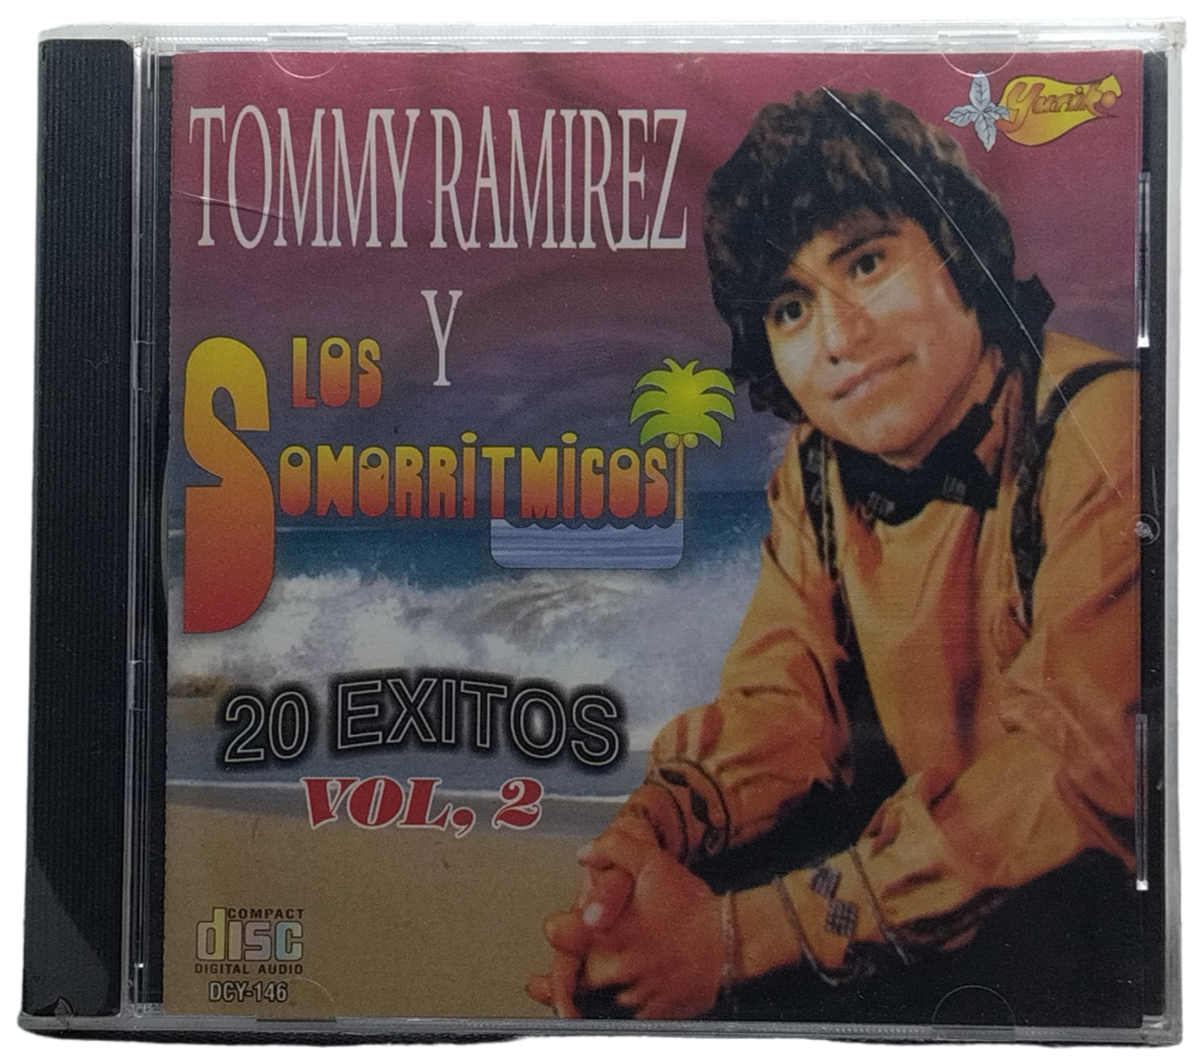 Yuriko
TOMMY RAMIREZ
Y
LOS
SONORRITMICOS
20 EXITOS
VOL, 2
COMPACT
disc
DIGITAL AUDIO
DCY-146